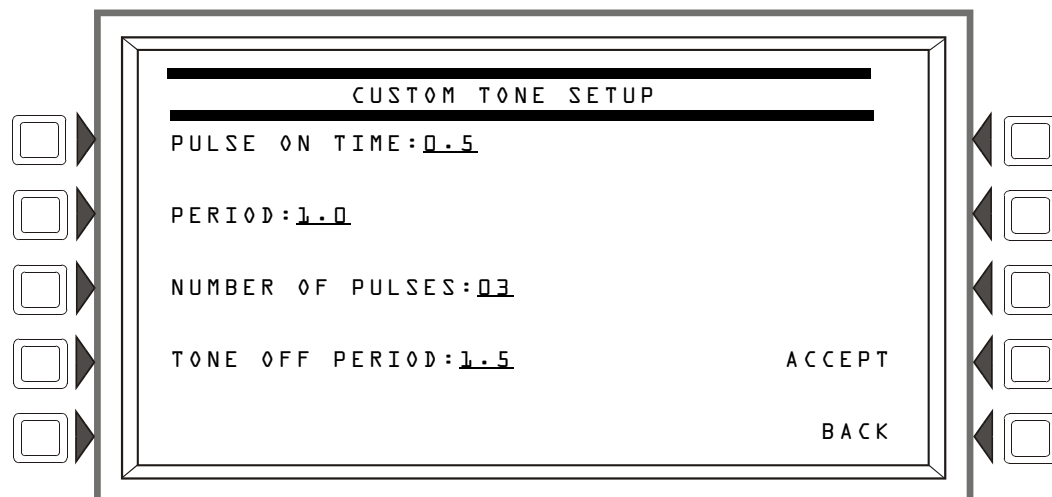 CUSTOM TONE SETUP
PULSE ON TIME:0.5
PERIOD:1.0
NUMBER OF PULSES:03
TONE OFF PERIOD:1.5
ACCEPT
BACK